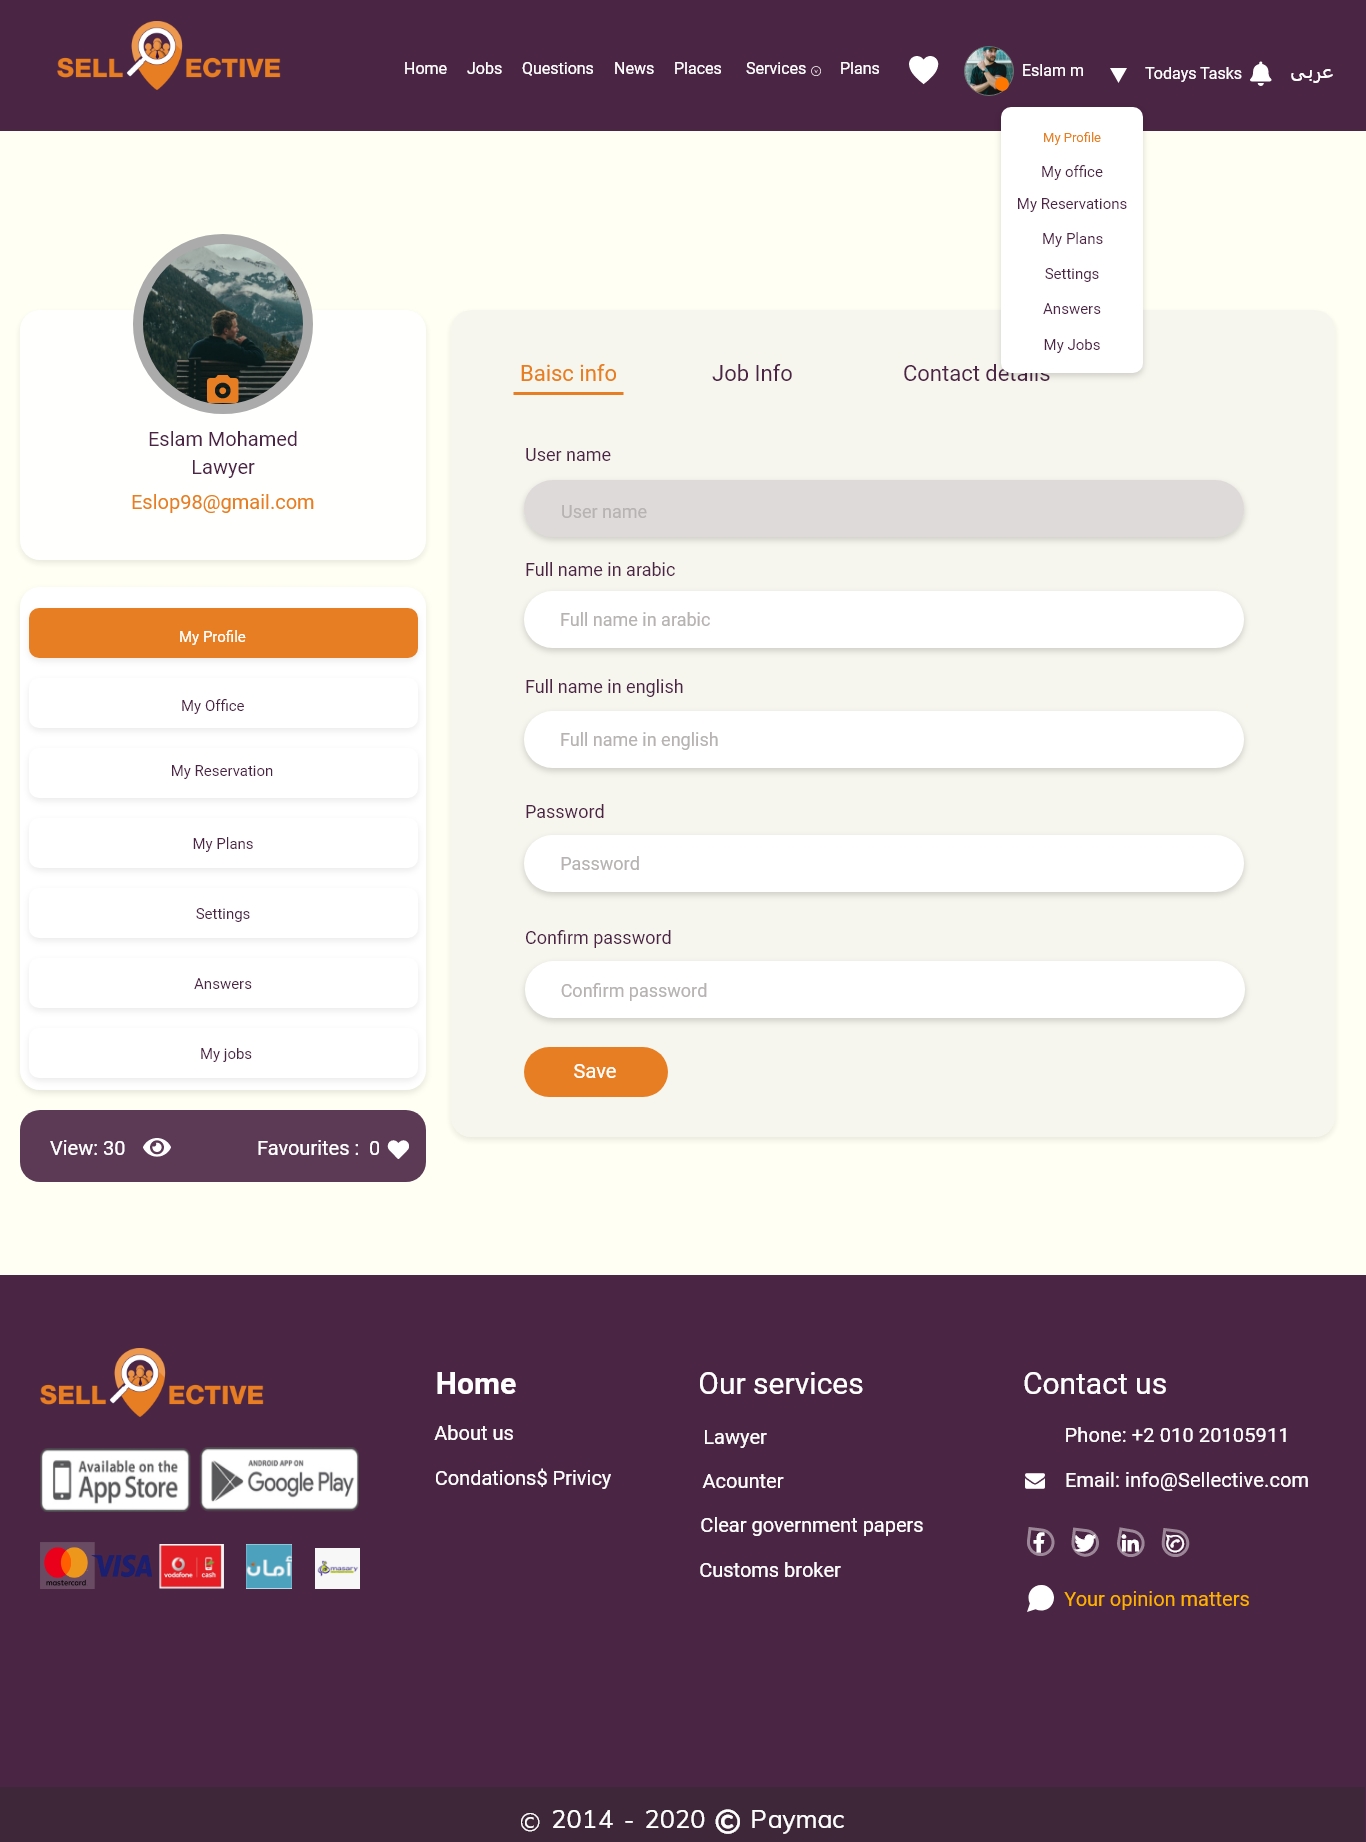 SELL ECTIVE
Home Jobs Questions News Places Services Plans Eslam m Todays Tasks عربى
My Profile
My office
My Reservations
My Plans
Settings
Answers
My Jobs
Eslam Mohamed
Lawyer
Eslop98@gmail.com
My Profile
My Office
My Reservation
My Plans
Settings
Answers
My jobs
View: 30 Favourites : 0
Baisc info Job Info Contact details
User name
User name
Full name in arabic
Full name in arabic
Full name in english
Full name in english
Password
Password
Confirm password
Confirm password
Save
SELL ECTIVE
Available on the
App Store
ANDROID APP ON
Google Play
mastercard VISA vodafone cash أمان masary
Home
About us
Condations$ Privicy
Our services
Lawyer
Acounter
Clear government papers
Customs broker
Contact us
Phone: +2 010 20105911
Email: info@Sellective.com
Your opinion matters
© 2014 - 2020 © Paymac